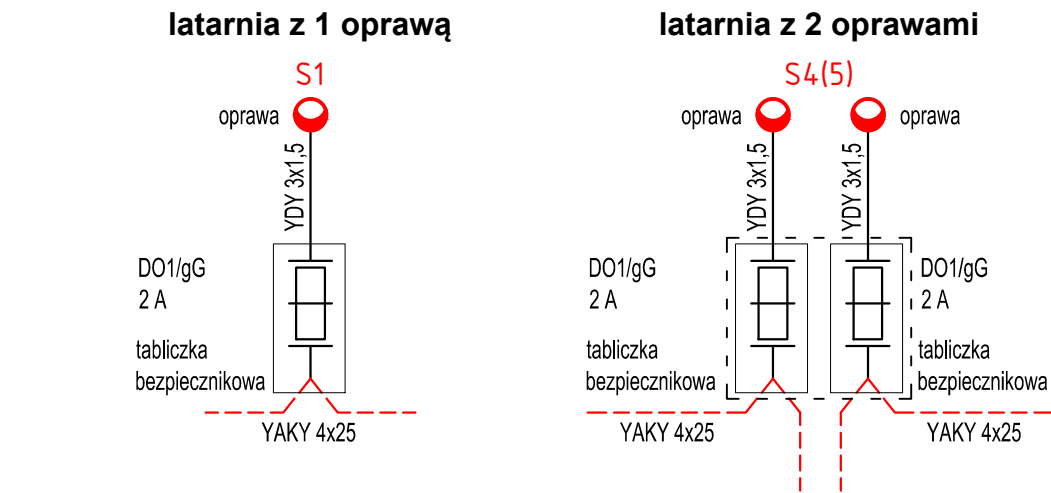 latarnia z 1 oprawą
S1
oprawa
YDY 3x1,5
DO1/gG
2 A
tabliczka
bezpiecznikowa
YAKY 4x25
latarnia z 2 oprawami
S4(5)
oprawa
oprawa
YDY 3x1,5
YDY 3x1,5
DO1/gG
2 A
DO1/gG
2 A
tabliczka
bezpiecznikowa
tabliczka
bezpiecznikowa
YAKY 4x25
YAKY 4x25